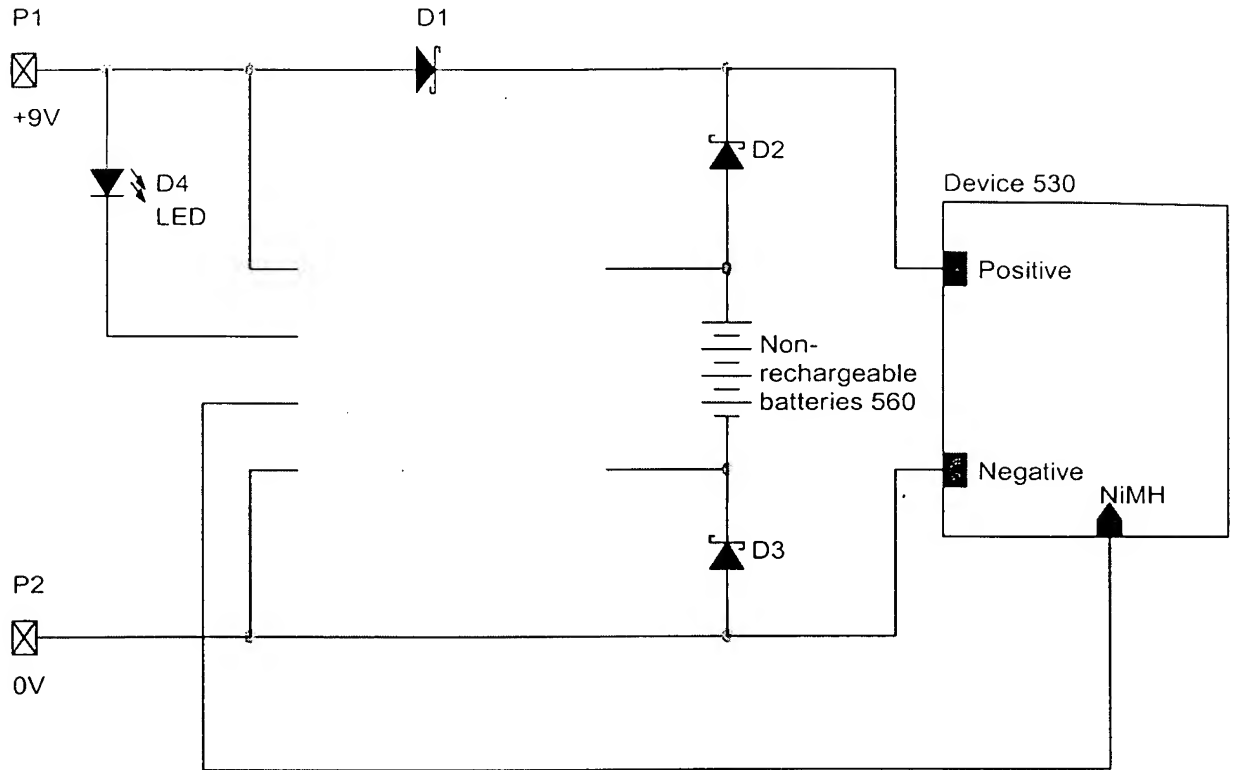 P1
D1
+9V
D4
LED
D2
Device 530
Positive
Non-
rechargeable
batteries 560
Negative
NiMH
D3
P2
0V